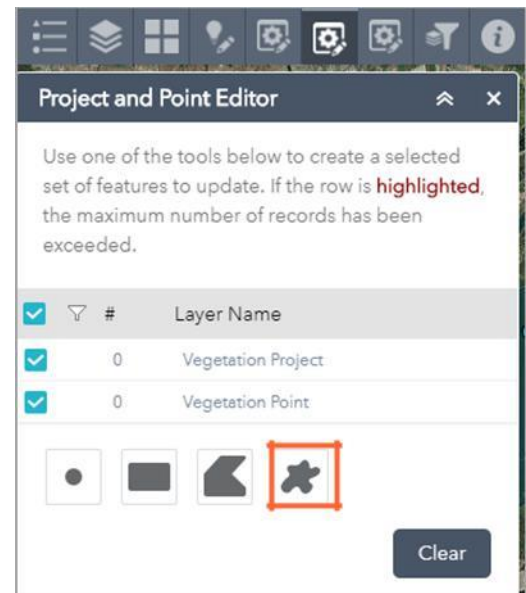 Project and Point Editor
Use one of the tools below to create a selected
set of features to update. If the row is highlighted,
the maximum number of records has been
exceeded.
# Layer Name
0 Vegetation Project
0 Vegetation Point
Clear